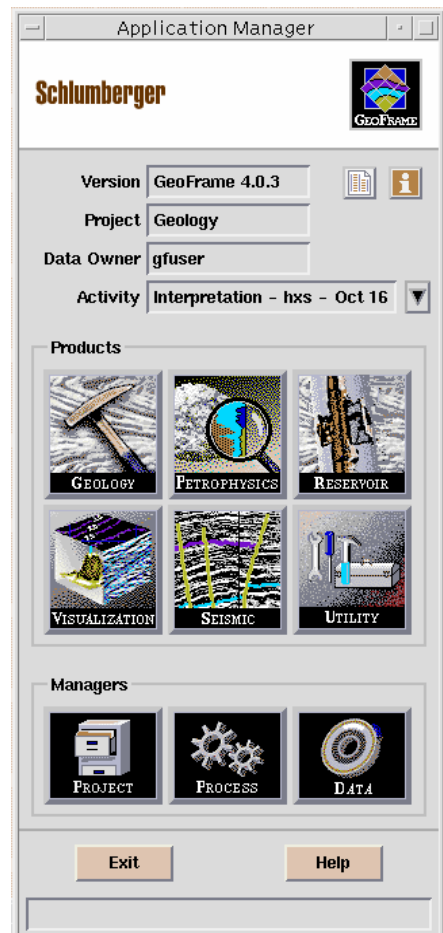 Application Manager
Schlumberger
GEOFRAME
Version GeoFrame 4.0.3
Project Geology
Data Owner gfuser
Activity Interpretation - hxs - Oct 16
Products
GEOLOGY PETROPHYSICS RESERVOIR
VISUALIZATION SEISMIC UTILITY
Managers
PROJECT PROCESS DATA
Exit Help